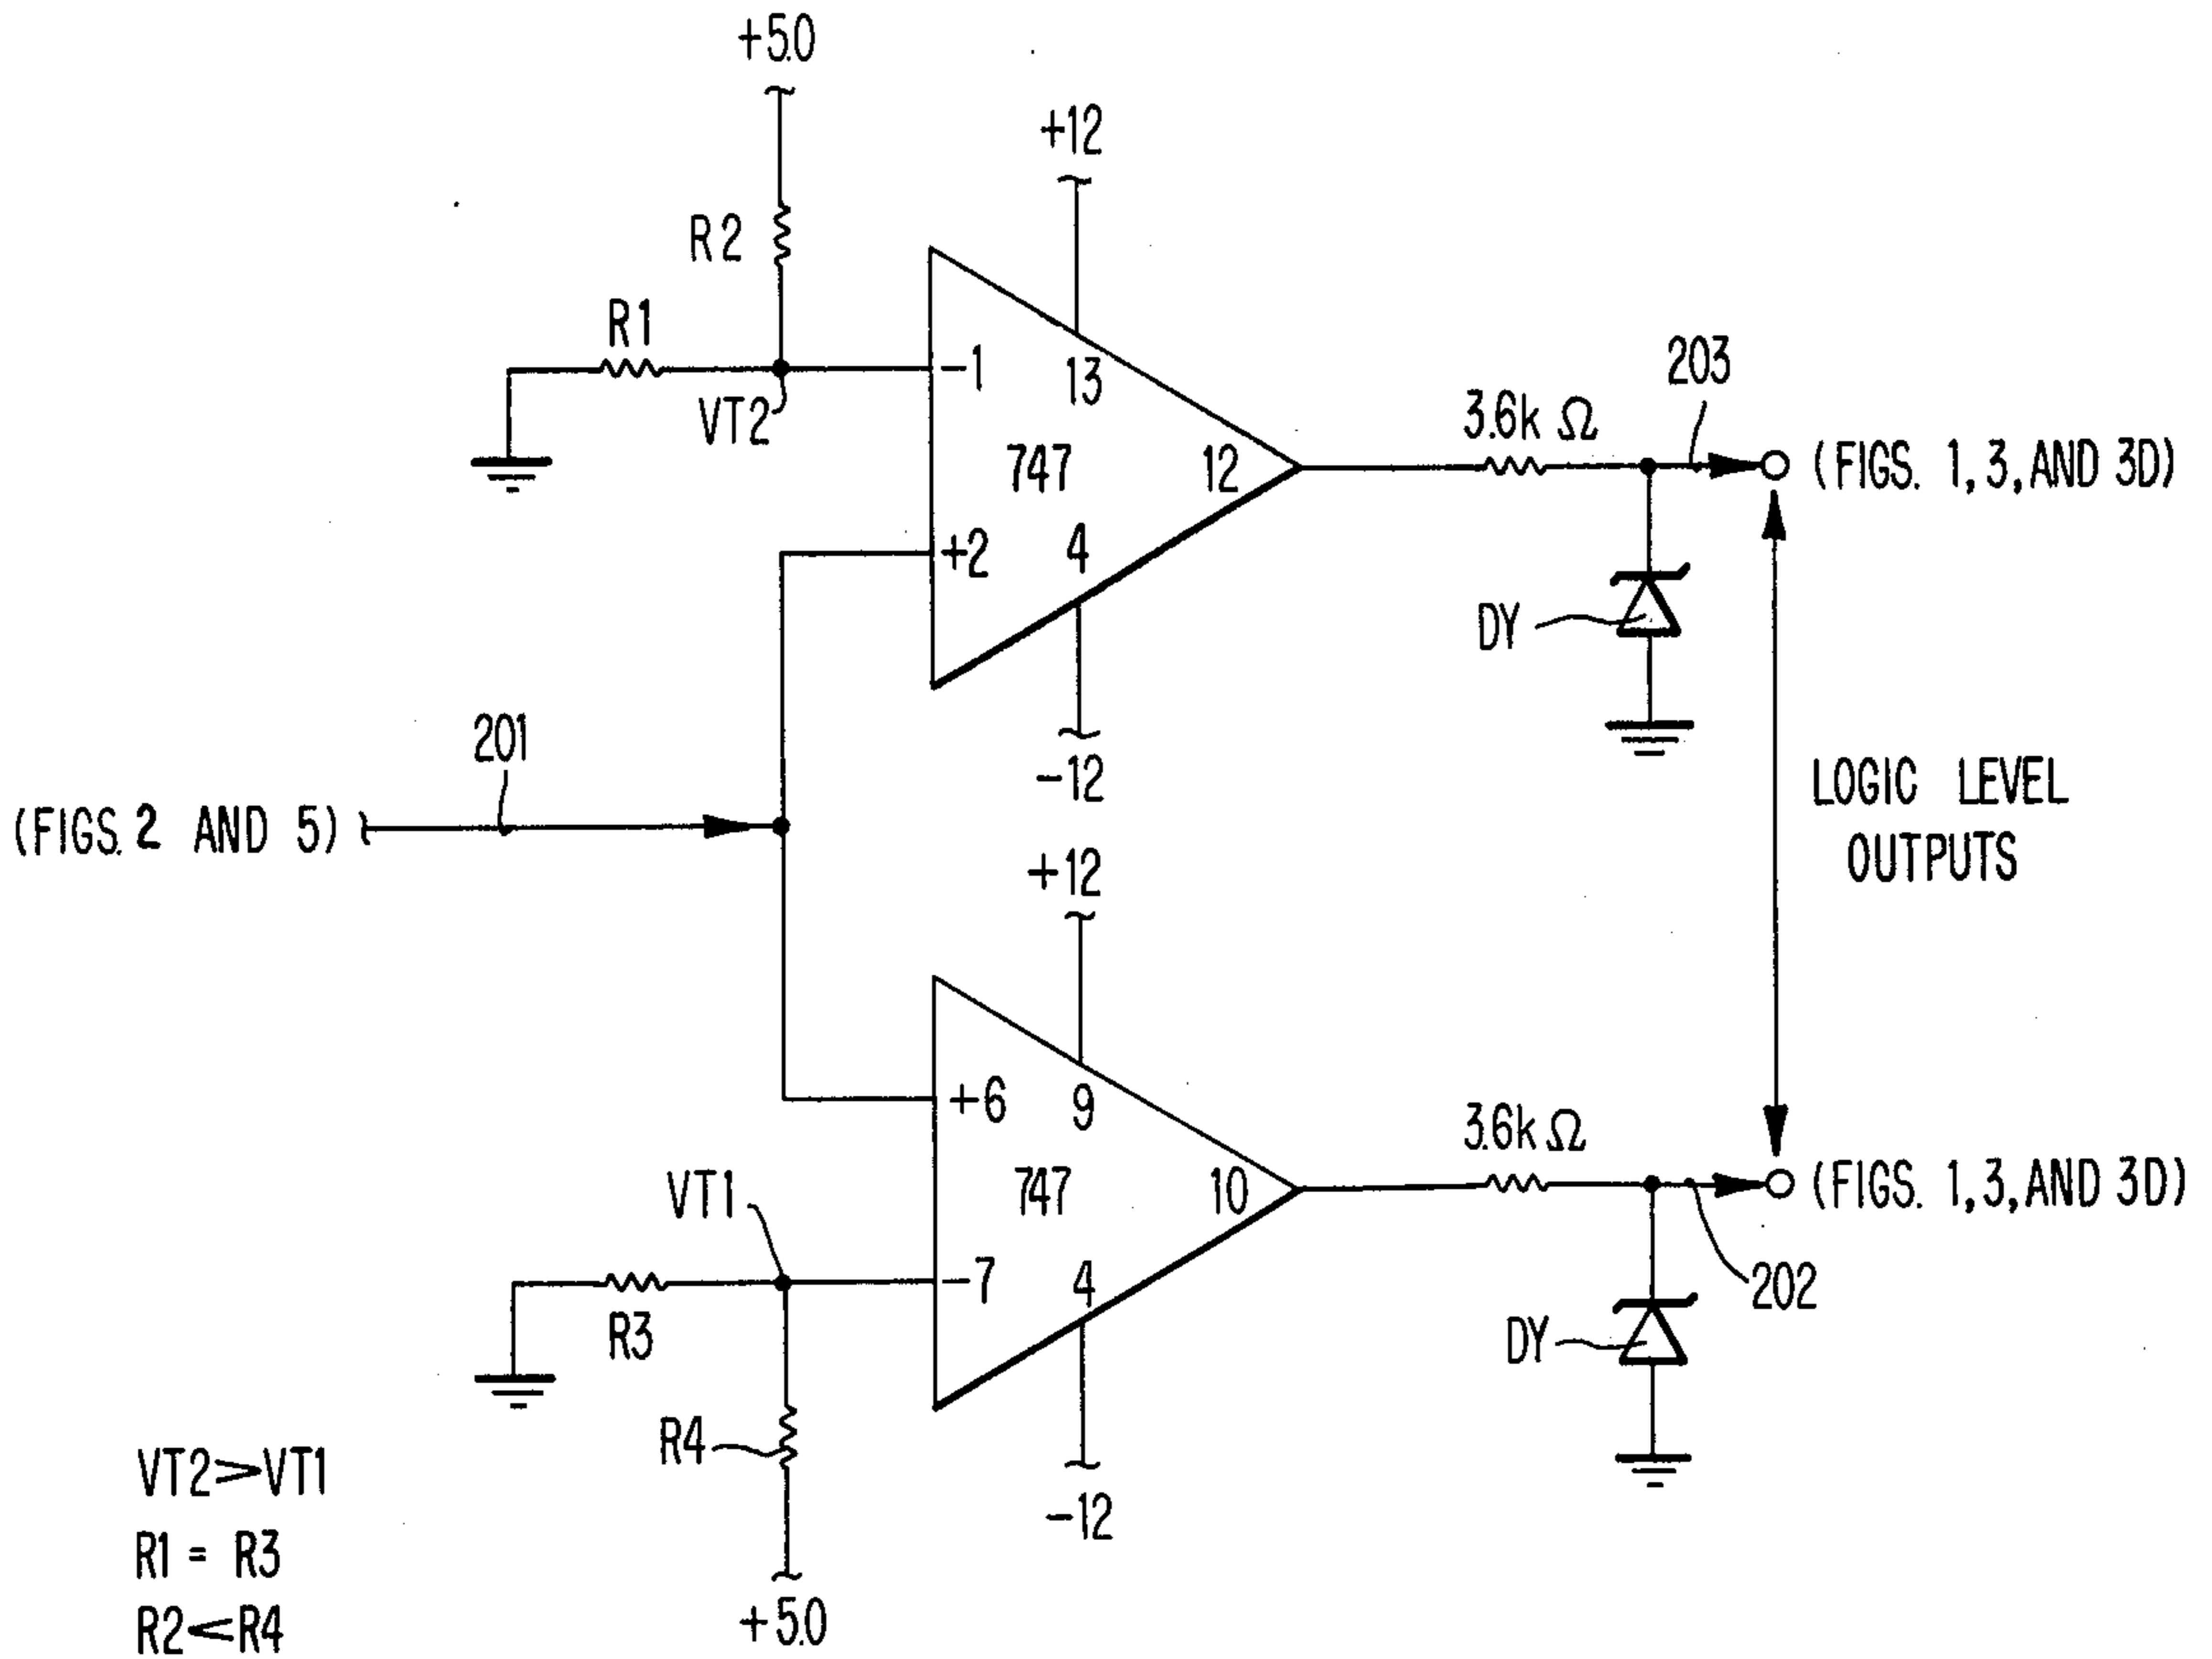 +5.0
+12
R2
R1
-1
13
VT2
747
12
3.6k Ω
203
(FIGS. 1, 3, AND 3D)
+2
4
DY
-12
201
(FIGS. 2 AND 5)
LOGIC LEVEL
OUTPUTS
+12
+6
9
3.6k Ω
VT1
747
10
(FIGS. 1, 3, AND 3D)
-7
4
202
R3
DY
R4
-12
+5.0
VT2>VT1
R1 = R3
R2<R4